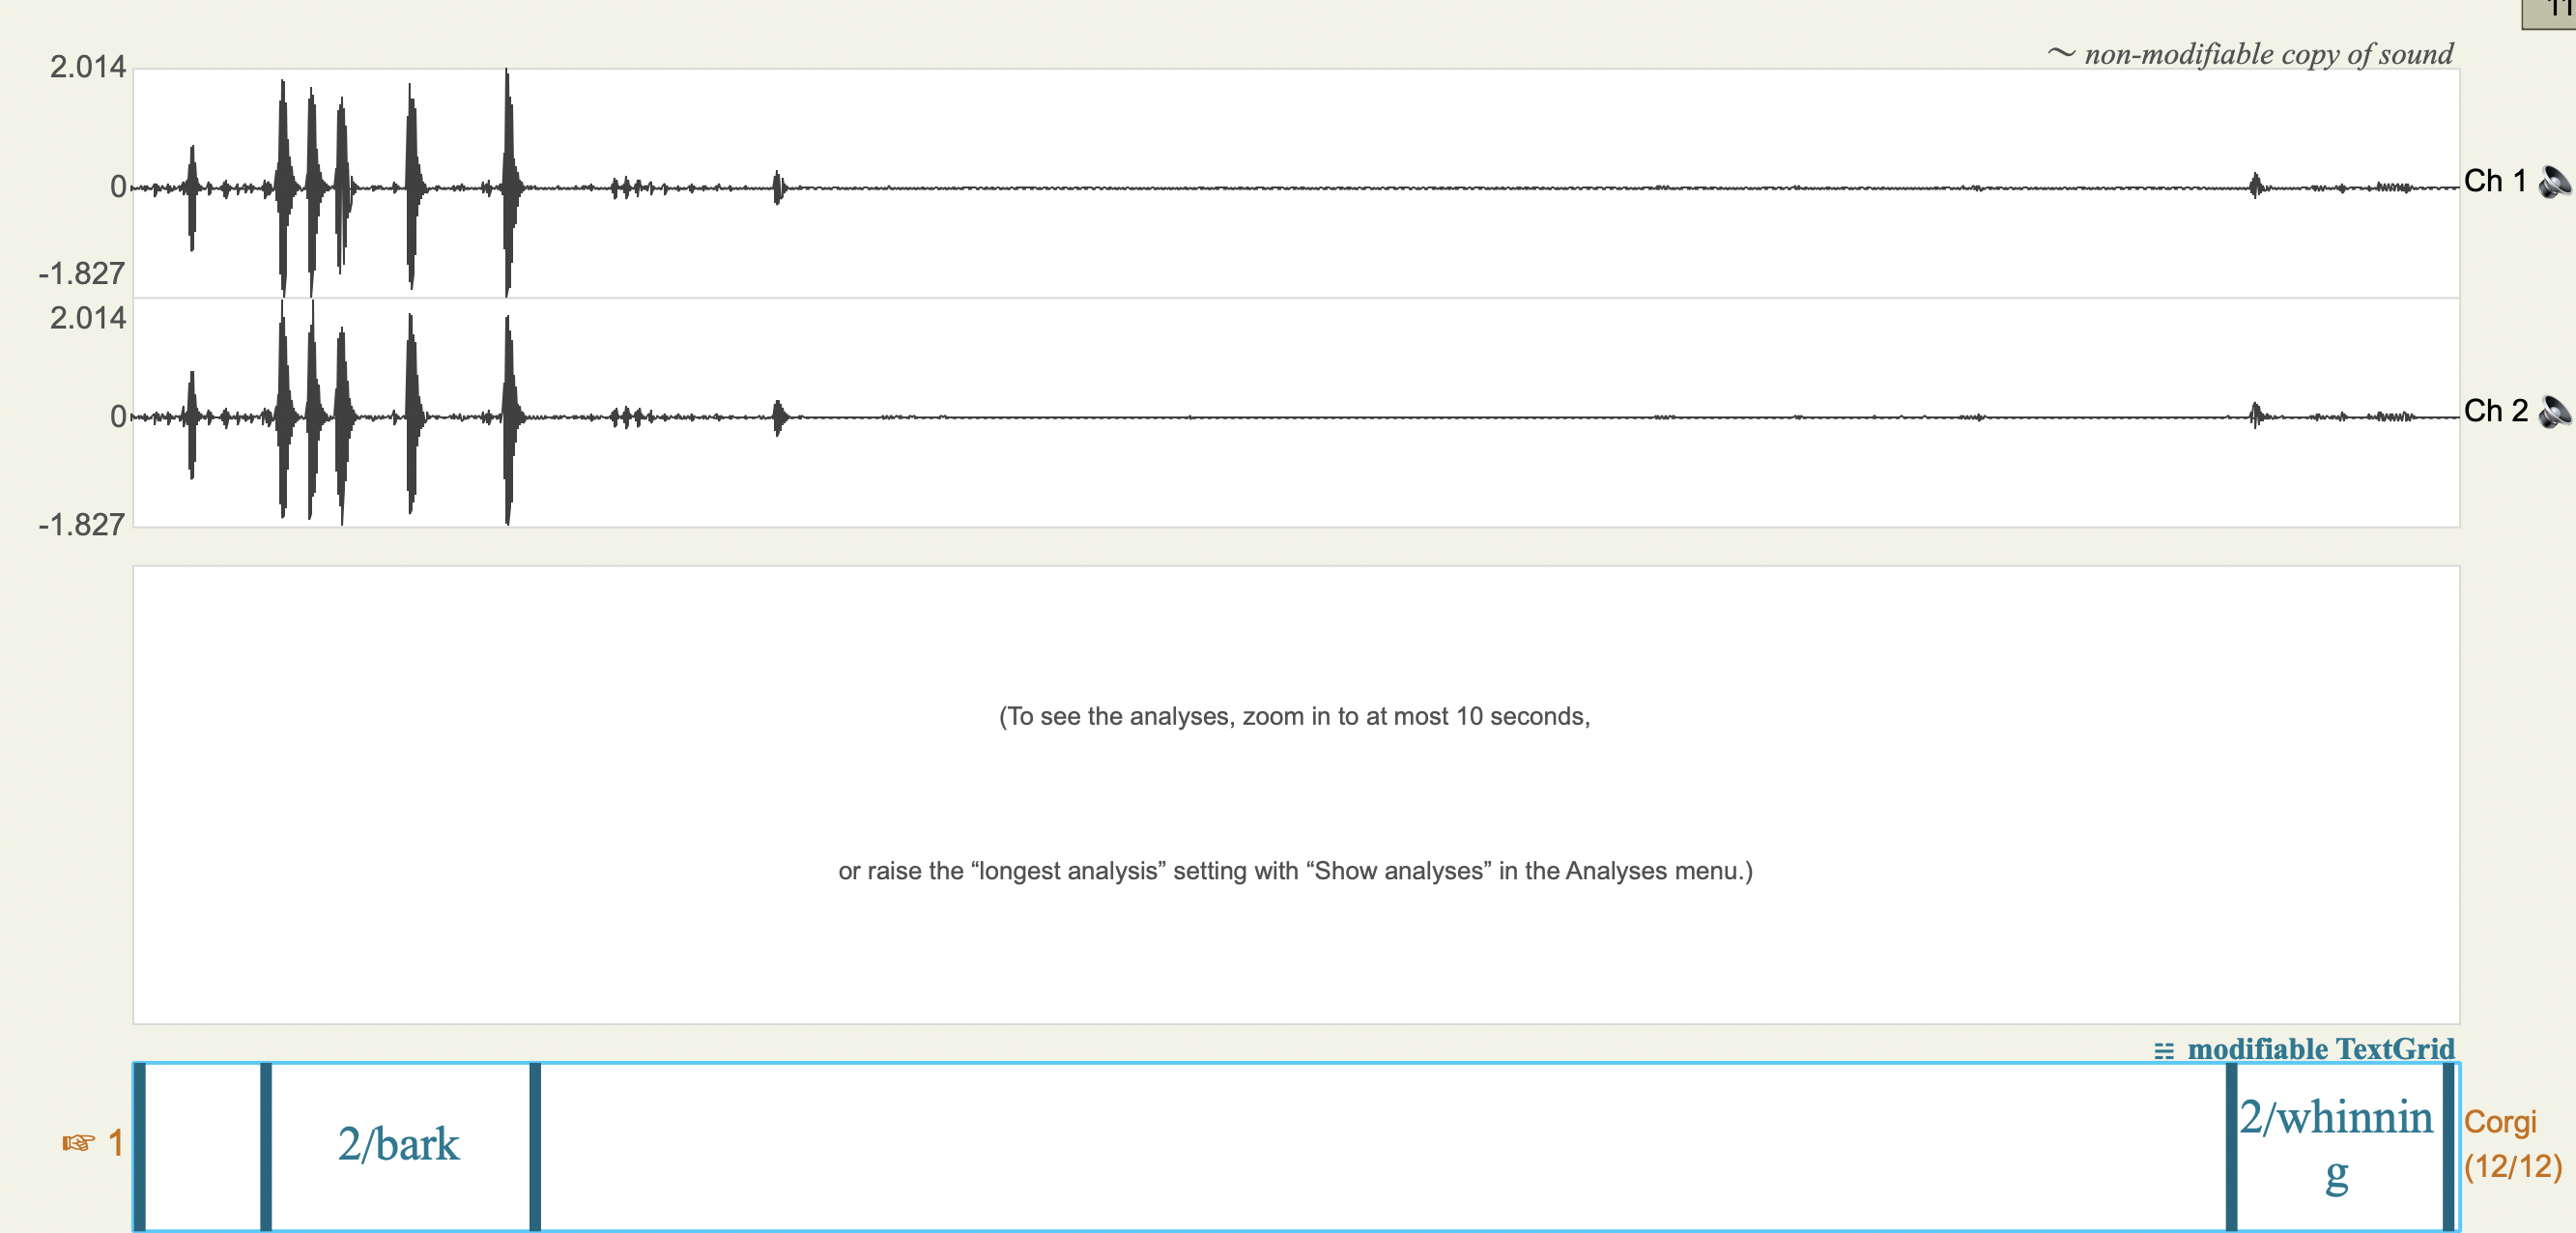 11
~ non-modifiable copy of sound
2.014
0
-1.827
Ch 1
2.014
0
-1.827
Ch 2
(To see the analyses, zoom in to at most 10 seconds,
or raise the “longest analysis” setting with “Show analyses” in the Analyses menu.)
modifiable TextGrid
☞ 1
2/bark
2/whinnin
g
Corgi
(12/12)